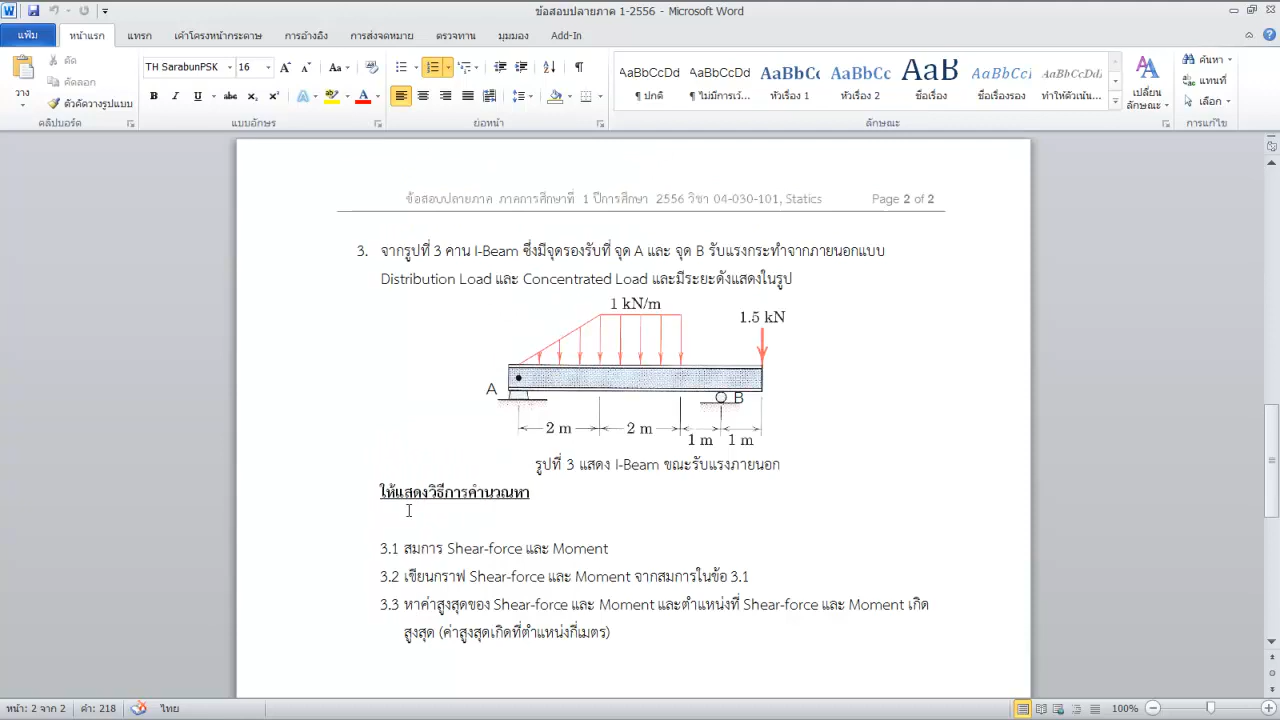 ข้อสอบปลายภาค 1-2556 - Microsoft Word
แฟ้ม หน้าแรก แทรก เค้าโครงหน้ากระดาษ การอ้างอิง การส่งจดหมาย ตรวจทาน มุมมอง Add-In
วาง
ตัด
คัดลอก
ตัวคัดวางรูปแบบ
คลิปบอร์ด
TH SarabunPSK 16
แบบอักษร
ย่อหน้า
AaBbCcDd AaBbCcDd AaBbCc AaBbCc AaB AaBbCcI AaBbCcDd
¶ ปกติ ¶ ไม่มีการเว้... หัวเรื่อง 1 หัวเรื่อง 2 ชื่อเรื่อง ชื่อเรื่องรอง ทำให้ตัวเน้น...
เปลี่ยน
ลักษณะ
ลักษณะ
ค้นหา
แทนที่
เลือก
การแก้ไข
ข้อสอบปลายภาค ภาคการศึกษาที่ 1 ปีการศึกษา 2556 วิชา 04-030-101, Statics Page 2 of 2
3. จากรูปที่ 3 คาน I-Beam ซึ่งมีจุดรองรับที่ จุด A และ จุด B รับแรงกระทำจากภายนอกแบบ
Distribution Load และ Concentrated Load และมีระยะดังแสดงในรูป
1 kN/m
1.5 kN
A
B
2 m 2 m 1 m 1 m
รูปที่ 3 แสดง I-Beam ขณะรับแรงภายนอก
ให้แสดงวิธีการคำนวณหา
3.1 สมการ Shear-force และ Moment
3.2 เขียนกราฟ Shear-force และ Moment จากสมการในข้อ 3.1
3.3 หาค่าสูงสุดของ Shear-force และ Moment และตำแหน่งที่ Shear-force และ Moment เกิด
สูงสุด (ค่าสูงสุดเกิดที่ตำแหน่งกี่เมตร)
หน้า: 2 จาก 2 คำ: 218 ไทย 100%